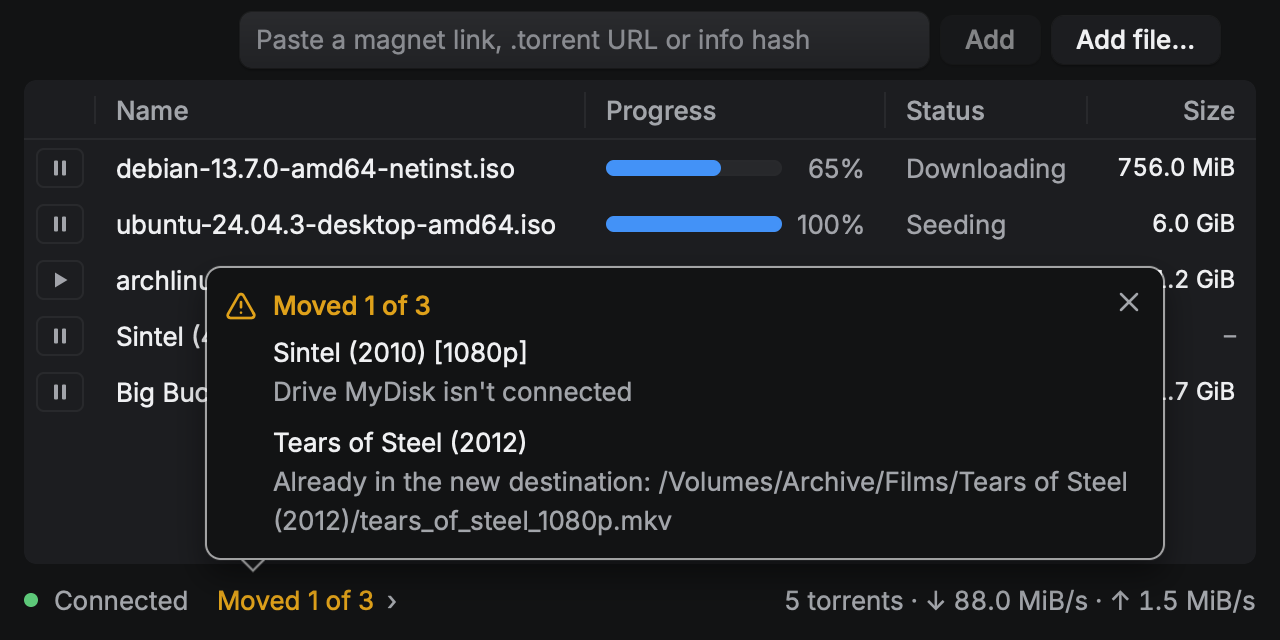 Paste a magnet link, .torrent URL or info hash
Add
Add file...
Name Progress Status Size
debian-13.7.0-amd64-netinst.iso 65% Downloading 756.0 MiB
ubuntu-24.04.3-desktop-amd64.iso 100% Seeding 6.0 GiB
.2 GiB
Sintel –
Big .7 GiB
Moved 1 of 3
Sintel (2010) [1080p]
Drive MyDisk isn't connected
Tears of Steel (2012)
Already in the new destination: /Volumes/Archive/Films/Tears of Steel
(2012)/tears_of_steel_1080p.mkv
Connected Moved 1 of 3 › 5 torrents · ↓ 88.0 MiB/s · ↑ 1.5 MiB/s